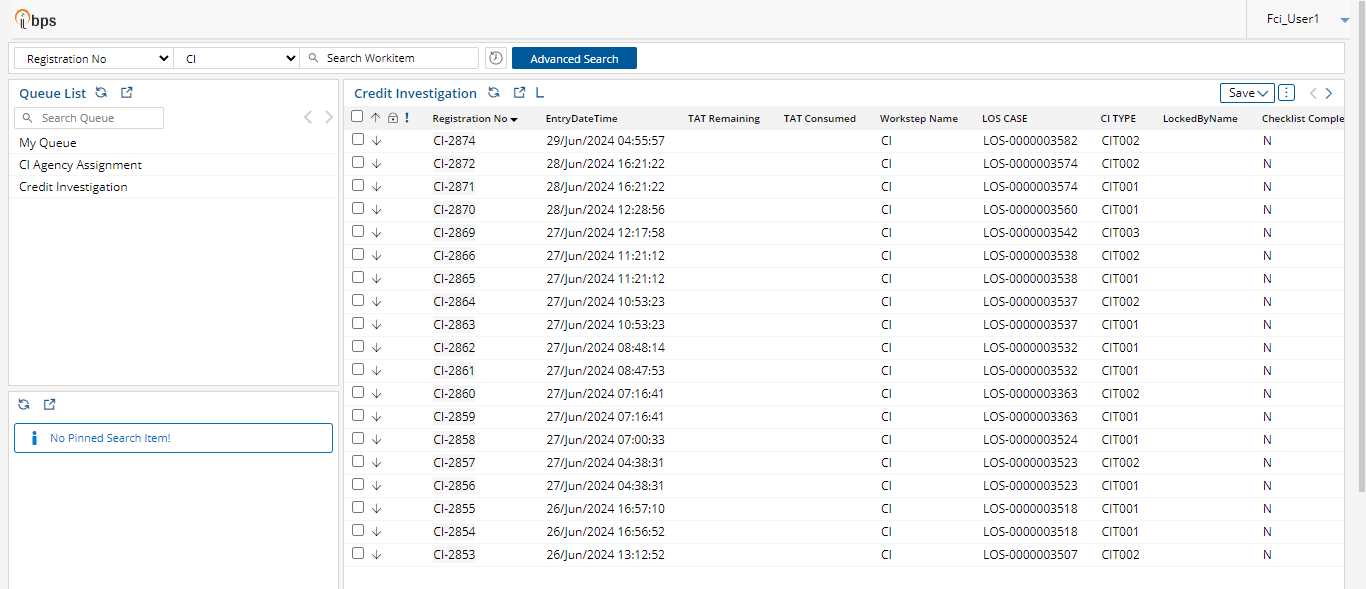 ibps
Fci_User1
Registration No CI Search Workitem Advanced Search
Queue List
Search Queue
My Queue
CI Agency Assignment
Credit Investigation
No Pinned Search Item!
Credit Investigation L Save
Registration No EntryDateTime TAT Remaining TAT Consumed Workstep Name LOS CASE CI TYPE LockedByName Checklist Comple
CI-2874 29/Jun/2024 04:55:57 CI LOS-0000003582 CIT002 N
CI-2872 28/Jun/2024 16:21:22 CI LOS-0000003574 CIT002 N
CI-2871 28/Jun/2024 16:21:22 CI LOS-0000003574 CIT001 N
CI-2870 28/Jun/2024 12:28:56 CI LOS-0000003560 CIT001 N
CI-2869 27/Jun/2024 12:17:58 CI LOS-0000003542 CIT003 N
CI-2866 27/Jun/2024 11:21:12 CI LOS-0000003538 CIT002 N
CI-2865 27/Jun/2024 11:21:12 CI LOS-0000003538 CIT001 N
CI-2864 27/Jun/2024 10:53:23 CI LOS-0000003537 CIT002 N
CI-2863 27/Jun/2024 10:53:23 CI LOS-0000003537 CIT001 N
CI-2862 27/Jun/2024 08:48:14 CI LOS-0000003532 CIT001 N
CI-2861 27/Jun/2024 08:47:53 CI LOS-0000003532 CIT001 N
CI-2860 27/Jun/2024 07:16:41 CI LOS-0000003363 CIT002 N
CI-2859 27/Jun/2024 07:16:41 CI LOS-0000003363 CIT001 N
CI-2858 27/Jun/2024 07:00:33 CI LOS-0000003524 CIT001 N
CI-2857 27/Jun/2024 04:38:31 CI LOS-0000003523 CIT002 N
CI-2856 27/Jun/2024 04:38:31 CI LOS-0000003523 CIT001 N
CI-2855 26/Jun/2024 16:57:10 CI LOS-0000003518 CIT001 N
CI-2854 26/Jun/2024 16:56:52 CI LOS-0000003518 CIT001 N
CI-2853 26/Jun/2024 13:12:52 CI LOS-0000003507 CIT002 N